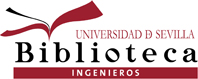 UNIVERSIDAD D SEVILLA
Biblioteca
INGENIEROS